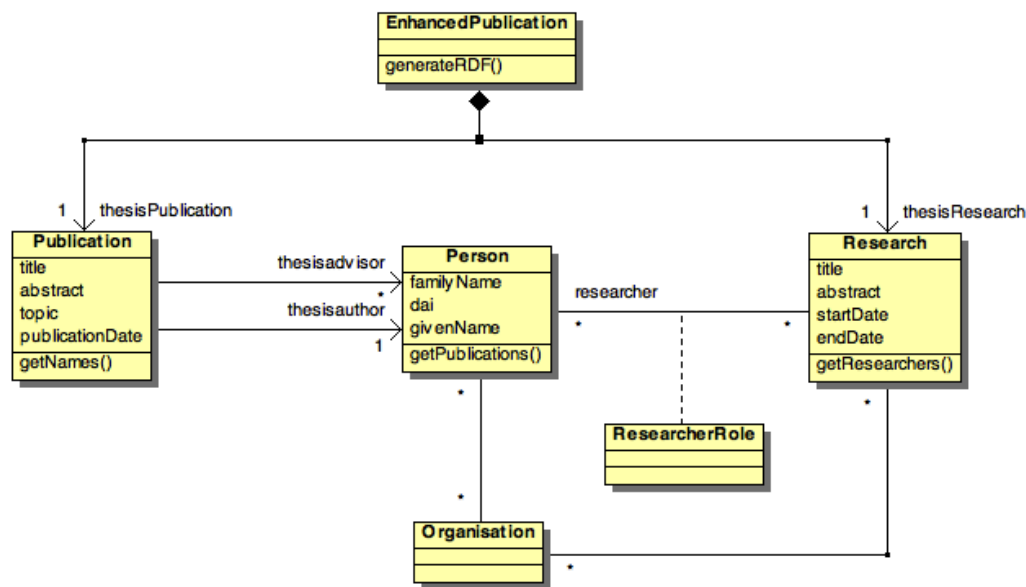 EnhancedPublication
generateRDF()
1 thesisPublication
1 thesisResearch
Publication
title
abstract
topic
publicationDate
getNames()
thesisadvisor
*
thesisauthor
1
Person
familyName
dai
givenName
getPublications()
researcher
* *
Research
title
abstract
startDate
endDate
getResearchers()
*
*
ResearcherRole
*
Organisation
*